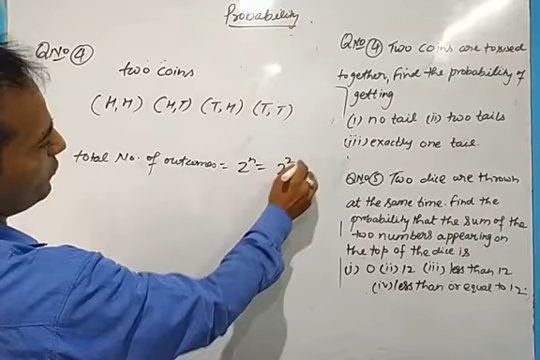 Probability
QNo 4
two coins
(H,H) (H,T) (T,H) (T,T)
total No. of outcomes = 2ⁿ = 2²
QNo 4 Two coins are tossed
together, find the probability of
getting
(i) no tail (ii) two tails
(iii) exactly one tail.
QNo 5 Two dice are thrown
at the same time. find the
probability that the sum of the
two numbers appearing on
the top of the dice is
(i) 0 (ii) 12 (iii) less than 12
(iv) less than or equal to 12.